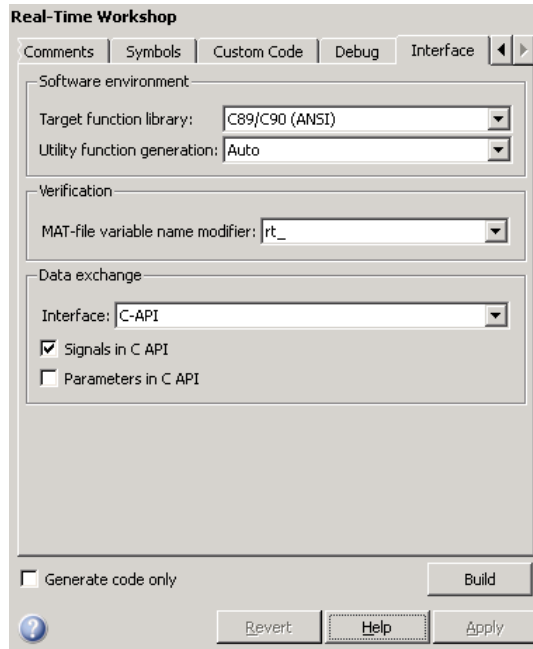 Real-Time Workshop
Comments Symbols Custom Code Debug Interface
Software environment
Target function library: C89/C90 (ANSI)
Utility function generation: Auto
Verification
MAT-file variable name modifier: rt_
Data exchange
Interface: C-API
Signals in C API
Parameters in C API
Generate code only Build
? Revert Help Apply